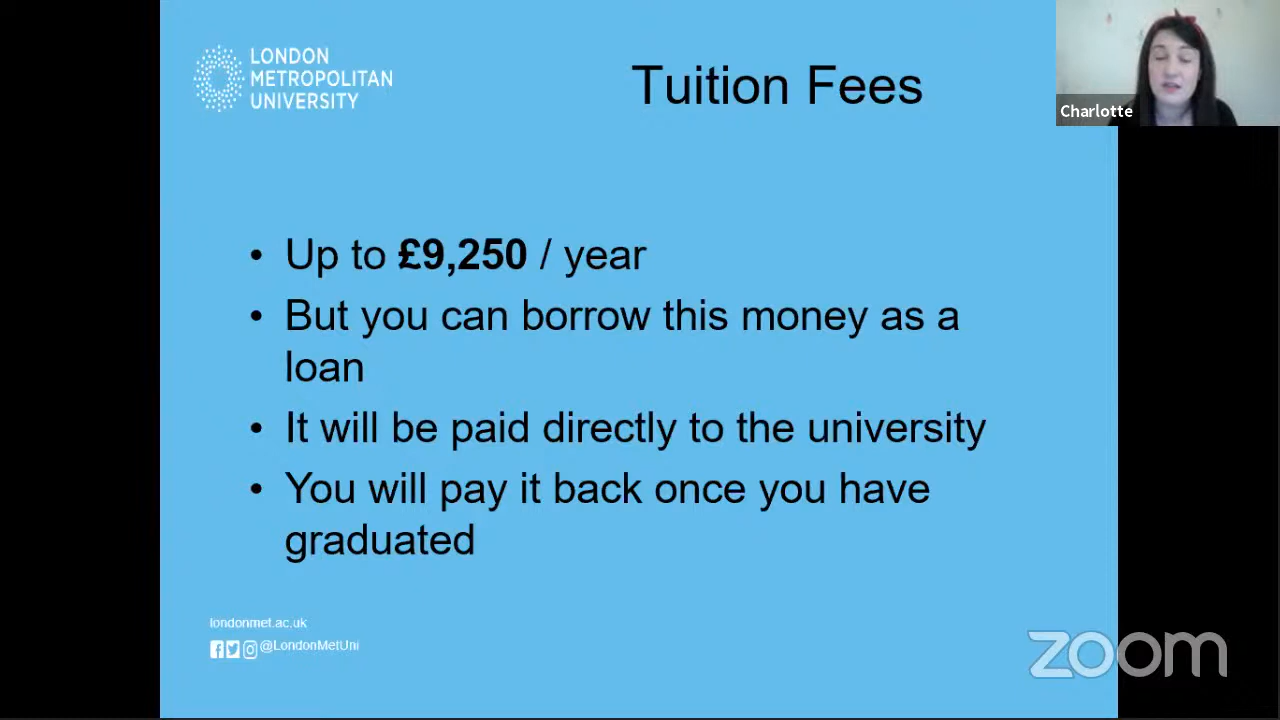 LONDON
METROPOLITAN
UNIVERSITY
Tuition Fees
Charlotte
• Up to £9,250 / year
• But you can borrow this money as a
loan
• It will be paid directly to the university
• You will pay it back once you have
graduated
londonmet.ac.uk
@LondonMetUni
zoom